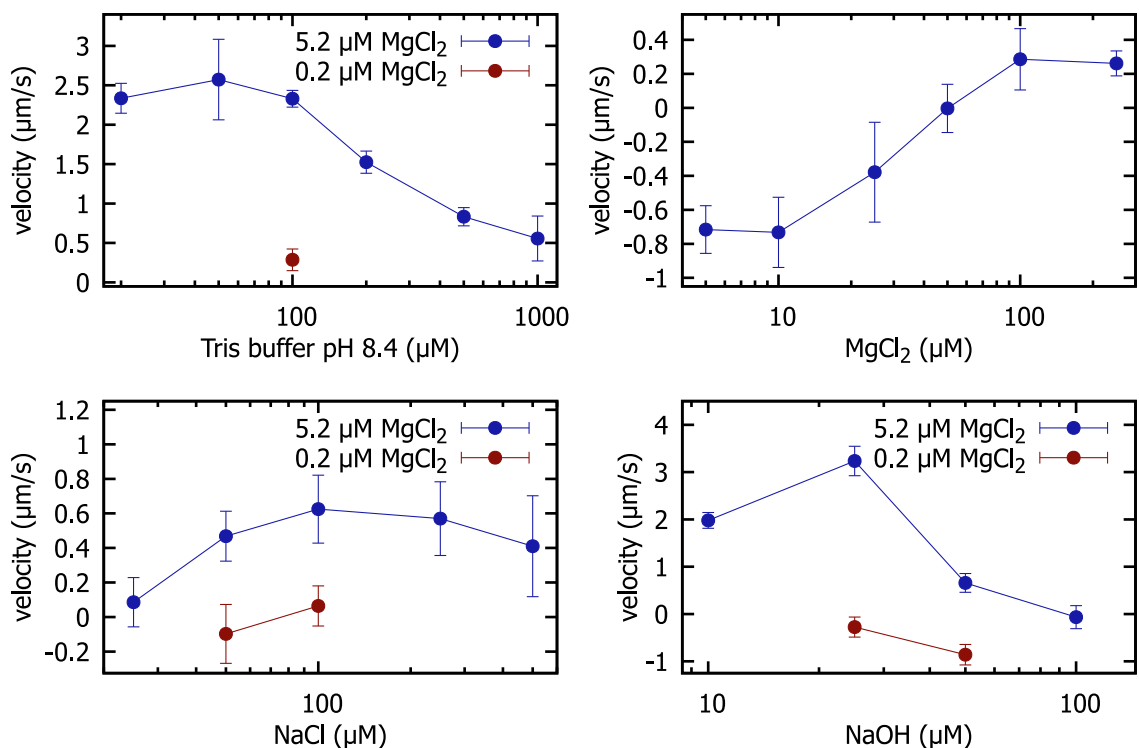 velocity (µm/s)
3
2.5
2
1.5
1
0.5
0
5.2 µM MgCl₂
0.2 µM MgCl₂
100
1000
Tris buffer pH 8.4 (µM)
velocity (µm/s)
0.4
0.2
0
-0.2
-0.4
-0.6
-0.8
-1
10
100
MgCl₂ (µM)
velocity (µm/s)
1.2
1
0.8
0.6
0.4
0.2
0
-0.2
5.2 µM MgCl₂
0.2 µM MgCl₂
100
NaCl (µM)
velocity (µm/s)
4
3
2
1
0
-1
5.2 µM MgCl₂
0.2 µM MgCl₂
10
100
NaOH (µM)